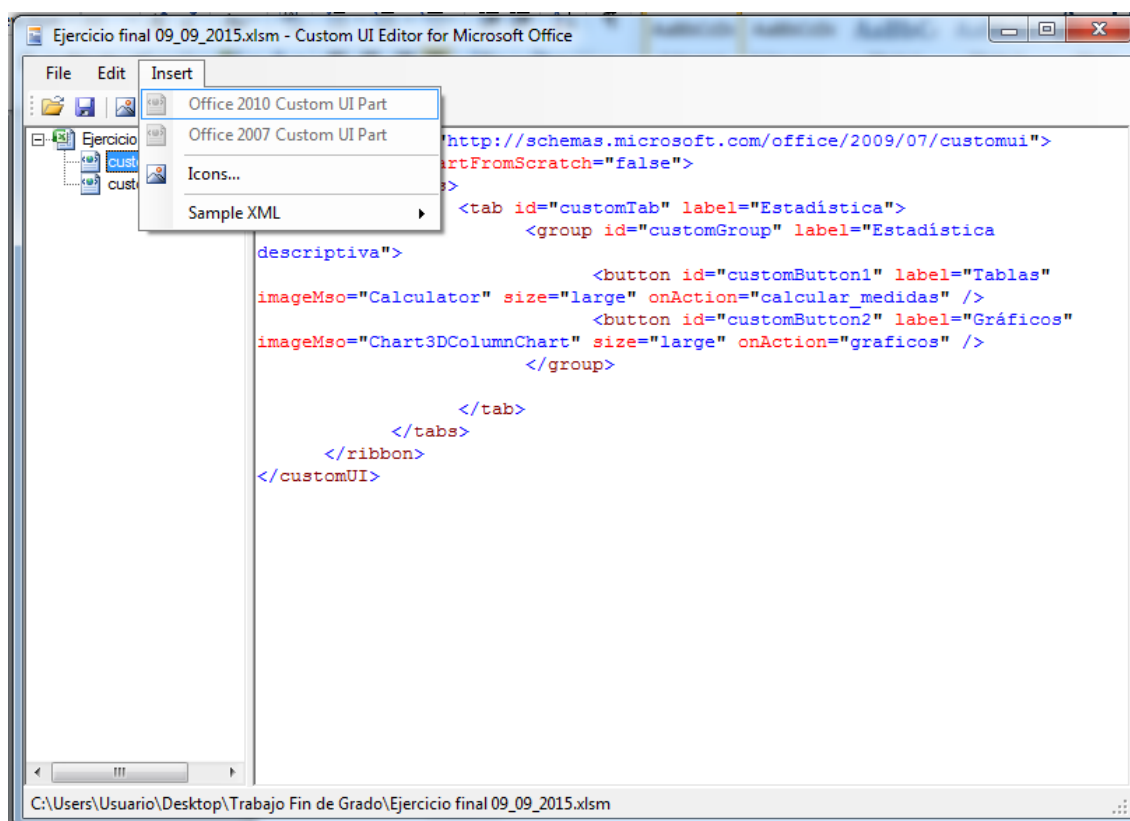 Ejercicio final 09_09_2015.xlsm - Custom UI Editor for Microsoft Office
File Edit Insert
Office 2010 Custom UI Part
Office 2007 Custom UI Part
Icons...
Sample XML
Ejercicio
custo
custo
"http://schemas.microsoft.com/office/2009/07/customui">
artFromScratch="false">
s>
<tab id="customTab" label="Estadística">
<group id="customGroup" label="Estadística
descriptiva">
<button id="customButton1" label="Tablas"
imageMso="Calculator" size="large" onAction="calcular_medidas" />
<button id="customButton2" label="Gráficos"
imageMso="Chart3DColumnChart" size="large" onAction="graficos" />
</group>
</tab>
</tabs>
</ribbon>
</customUI>
C:\Users\Usuario\Desktop\Trabajo Fin de Grado\Ejercicio final 09_09_2015.xlsm